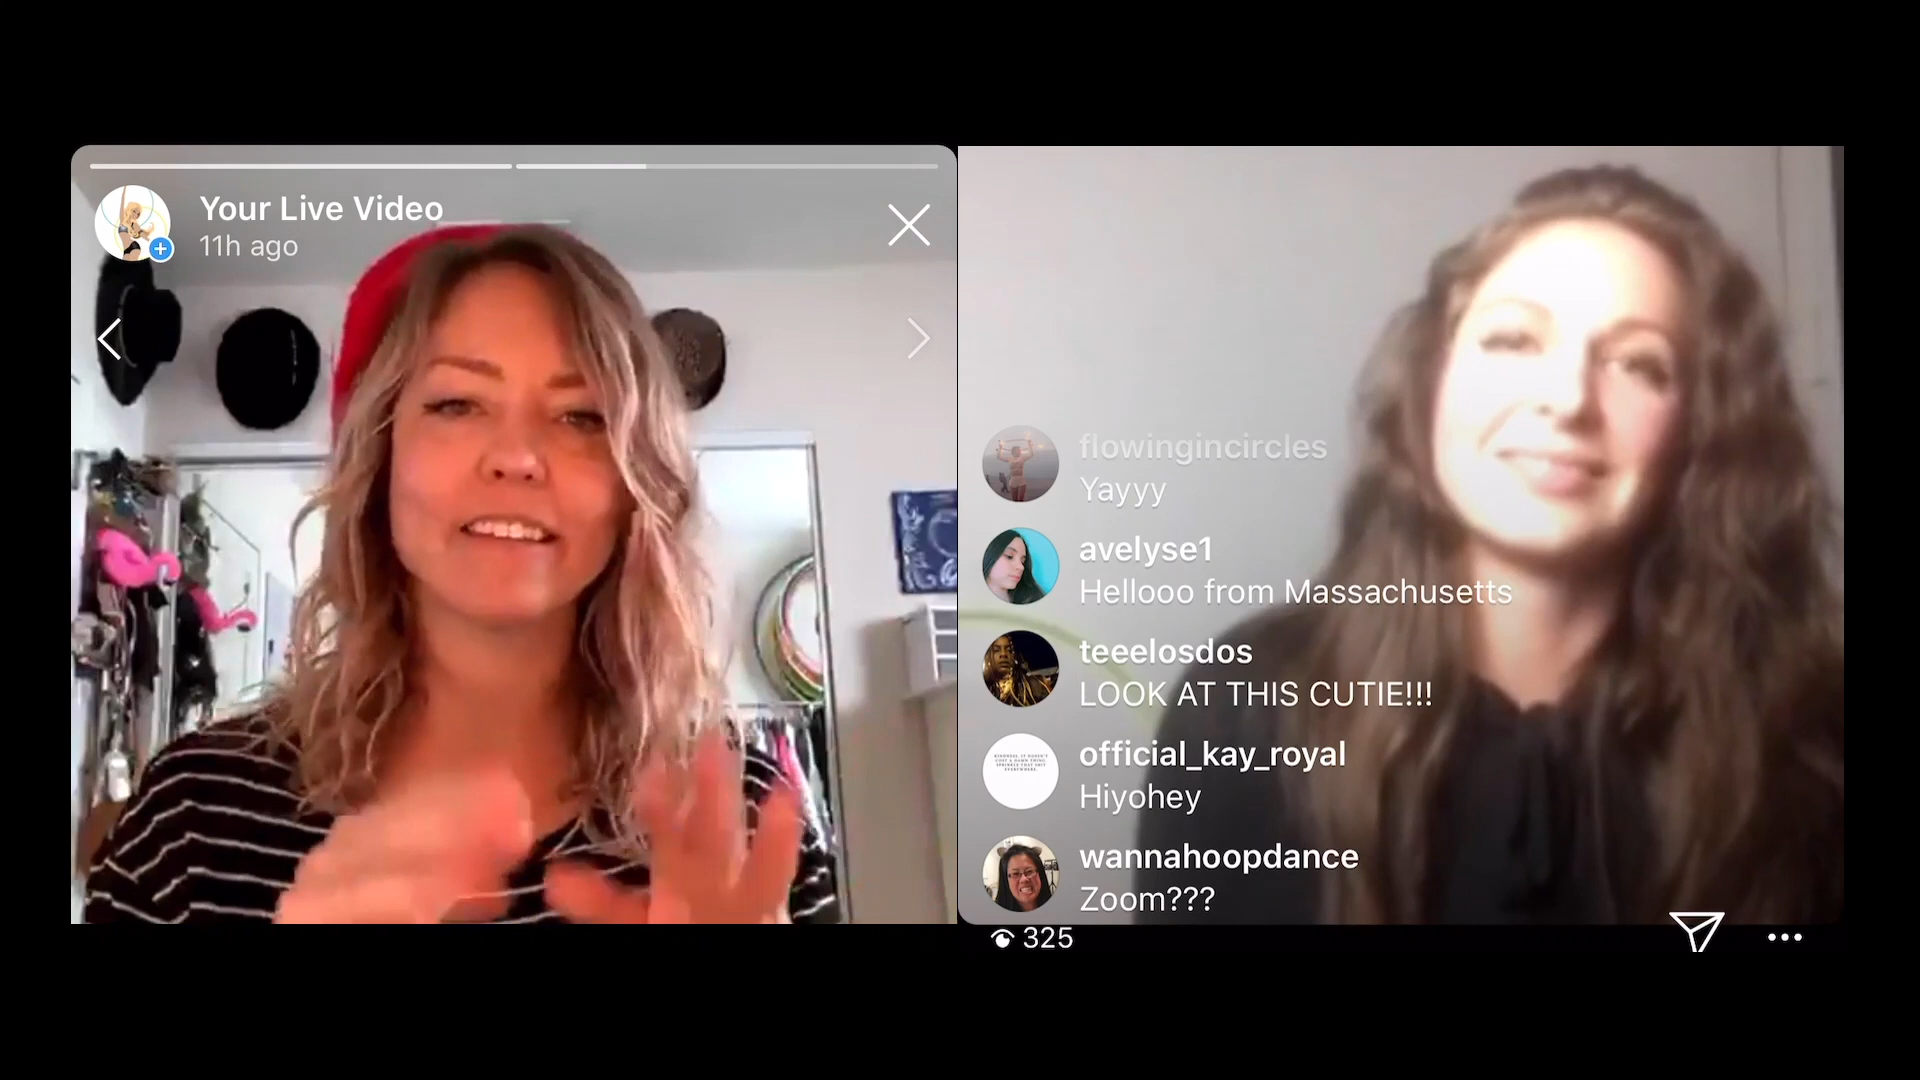 Your Live Video
11h ago
flowingincircles
Yayyy
avelyse1
Hellooo from Massachusetts
teeelosdos
LOOK AT THIS CUTIE!!!
official_kay_royal
Hiyohey
wannahoopdance
Zoom???
325